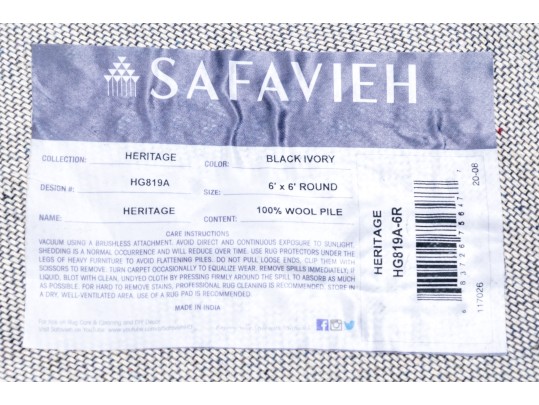 SAFAVIEH
COLLECTION: HERITAGE COLOR: BLACK IVORY
DESIGN #: HG819A SIZE: 6' x 6' ROUND
NAME: HERITAGE CONTENT: 100% WOOL PILE
CARE INSTRUCTIONS
VACUUM USING A BRUSHLESS ATTACHMENT. AVOID DIRECT AND CONTINUOUS EXPOSURE TO SUNLIGHT.
SHEDDING IS A NORMAL OCCURRENCE AND WILL REDUCE OVER TIME. USE RUG PROTECTORS UNDER THE
LEGS OF HEAVY FURNITURE TO AVOID FLATTENING PILES. DO NOT PULL LOOSE ENDS, CLIP THEM WITH
SCISSORS TO REMOVE. TURN CARPET OCCASIONALLY TO EQUALIZE WEAR. REMOVE SPILLS IMMEDIATELY, IF
LIQUID, BLOT WITH CLEAN, UNDYED CLOTH BY PRESSING FIRMLY AROUND THE SPILL TO ABSORB AS MUCH
AS POSSIBLE. FOR HARD TO REMOVE STAINS, PROFESSIONAL RUG CLEANING IS RECOMMENDED. STORE IN
A DRY, WELL-VENTILATED AREA. USE OF A RUG PAD IS RECOMMENDED.
MADE IN INDIA
HERITAGE
HG819A-6R
20-08
117026